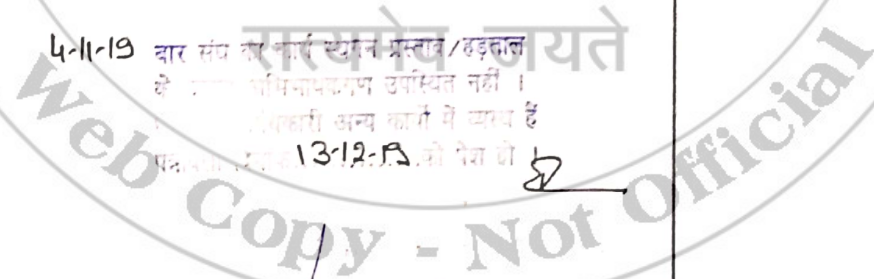 सत्यमेव जयते
4-11-19 बार संघ का कार्य स्थगन प्रस्ताव/हड़ताल
के अभिभाषकगण उपस्थित नहीं ।
अन्य कार्यों में व्यस्त हैं
13-12-19 को पेश हो ।
Web Copy - Not Official